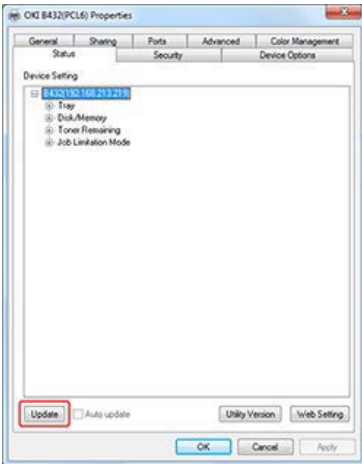 OKI B432(PCL6) Properties
General Sharing Ports Advanced Color Management
Status Security Device Options
Device Setting
B432(192.168.213.219)
Tray
Disk/Memory
Toner Remaining
Job Limitation Mode
Update Auto update Utility Version Web Setting
OK Cancel Apply